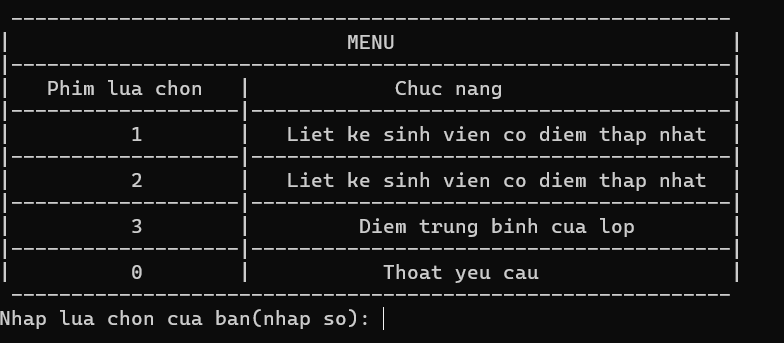 MENU
Phim lua chon Chuc nang
1 Liet ke sinh vien co diem thap nhat
2 Liet ke sinh vien co diem thap nhat
3 Diem trung binh cua lop
0 Thoat yeu cau
Nhap lua chon cua ban(nhap so):